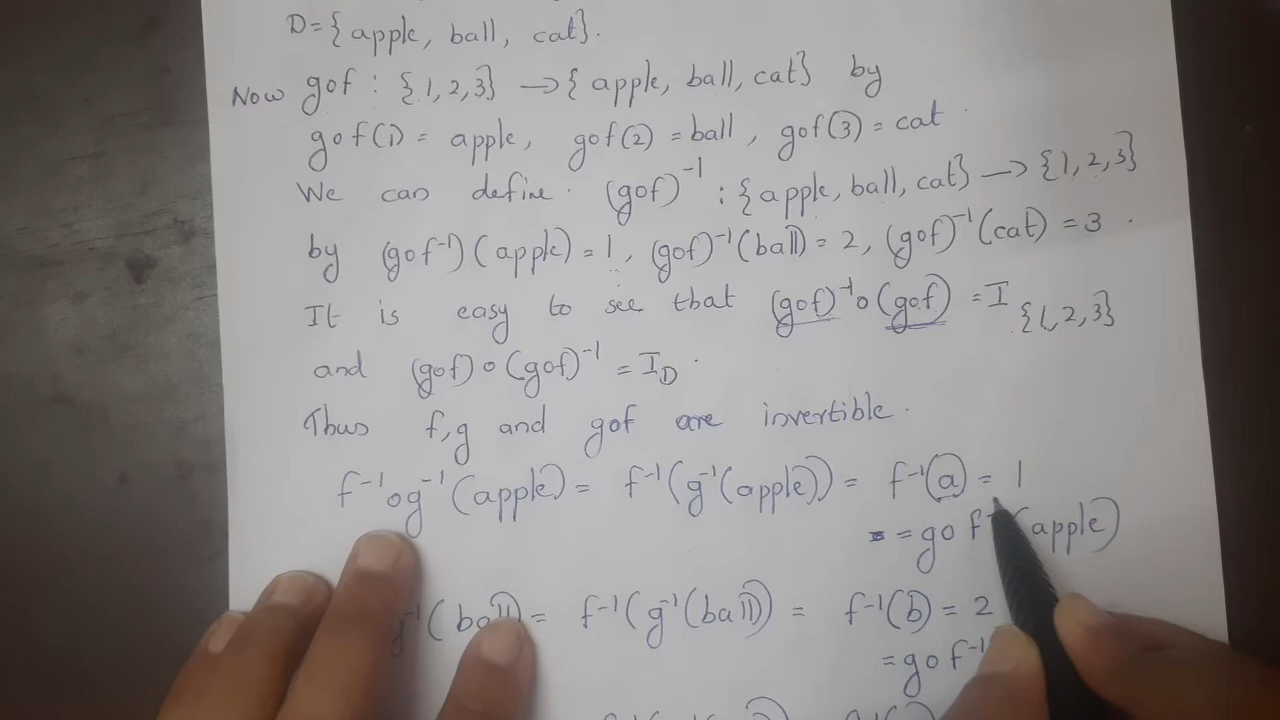 D = {apple, ball, cat}.
Now gof : {1, 2, 3} → {apple, ball, cat} by
gof(1) = apple, gof(2) = ball, gof(3) = cat.
We can define (gof)⁻¹ : {apple, ball, cat} → {1, 2, 3}
by (gof⁻¹)(apple) = 1, (gof)⁻¹(ball) = 2, (gof)⁻¹(cat) = 3.
It is easy to see that (gof)⁻¹o(gof) = I {1, 2, 3}
and (gof)o(gof)⁻¹ = I_D.
Thus f, g and gof are invertible.
f⁻¹og⁻¹(apple) = f⁻¹(g⁻¹(apple)) = f⁻¹(a) = 1
= gof (apple)
g⁻¹(ball) = f⁻¹(g⁻¹(ball)) = f⁻¹(b) = 2
= gof⁻¹